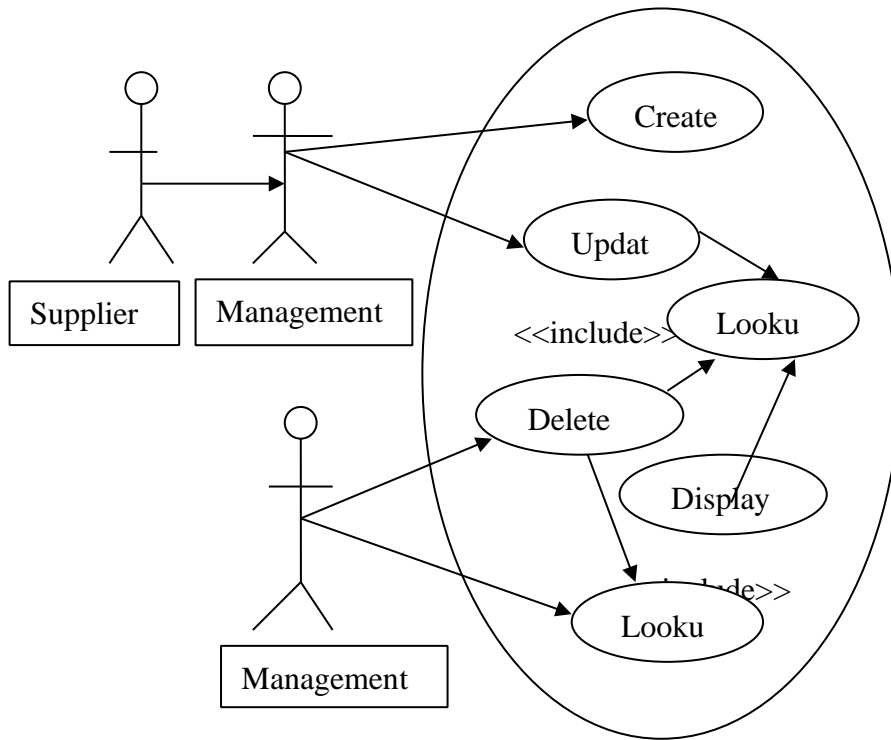 Create
Updat
Supplier
Management
Looku
<<include>>
Delete
Display
Looku
Management